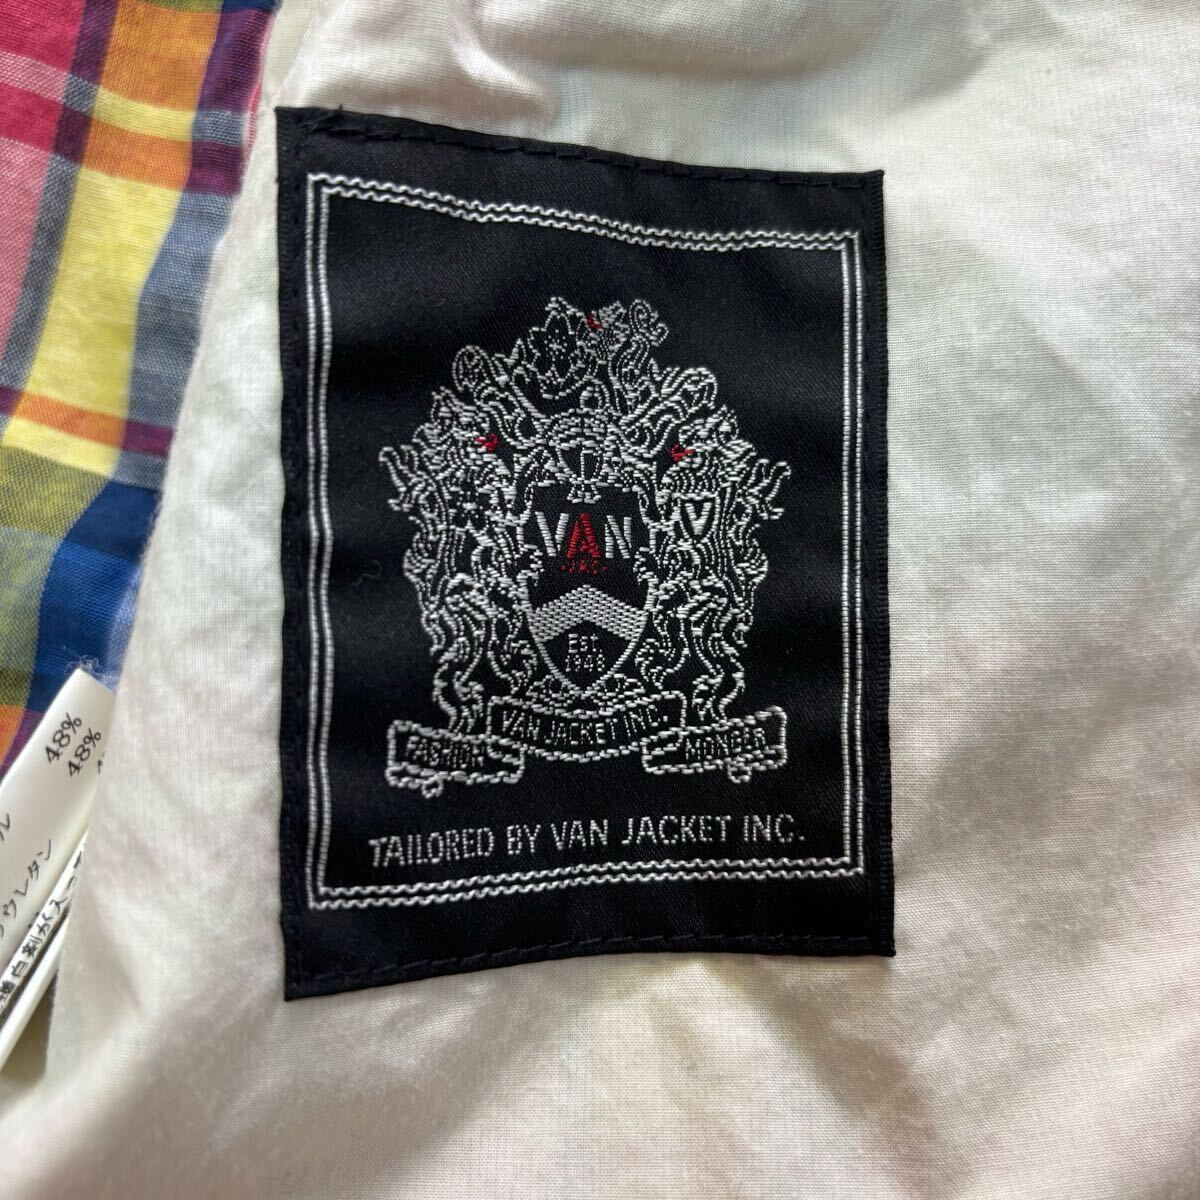 VAN
·JAC·
EST.
1948
VAN JACKET INC.
FASHION
MONGER
TAILORED BY VAN JACKET INC.
48%
48%
ウレタン